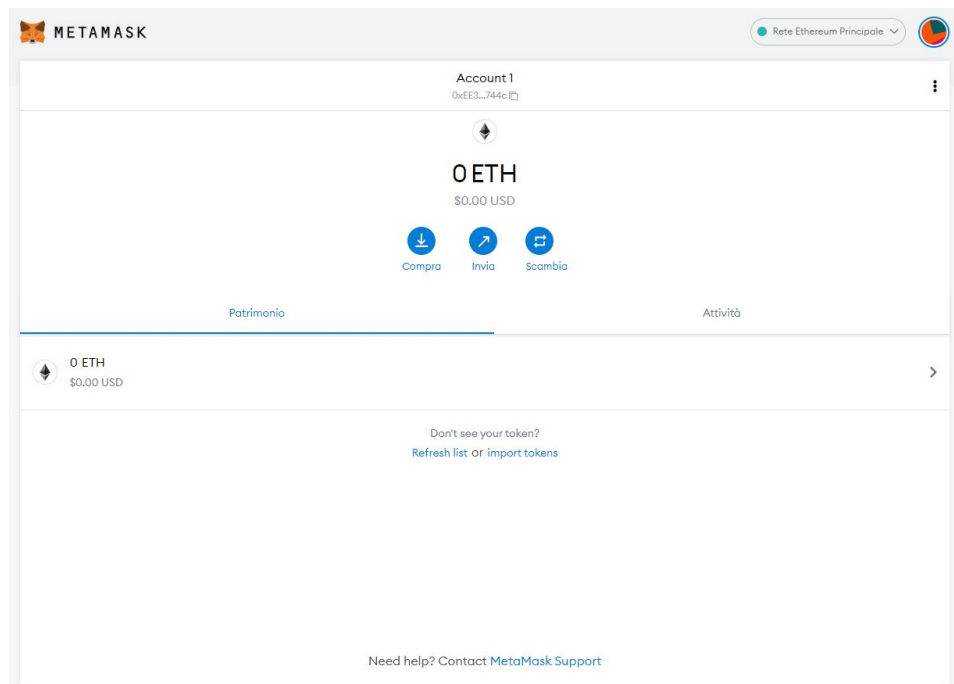 METAMASK
Rete Ethereum Principale
Account 1
0xEE3...744c
0 ETH
$0.00 USD
Compra Invia Scambia
Patrimonio Attività
0 ETH
$0.00 USD
Don't see your token?
Refresh list or import tokens
Need help? Contact MetaMask Support